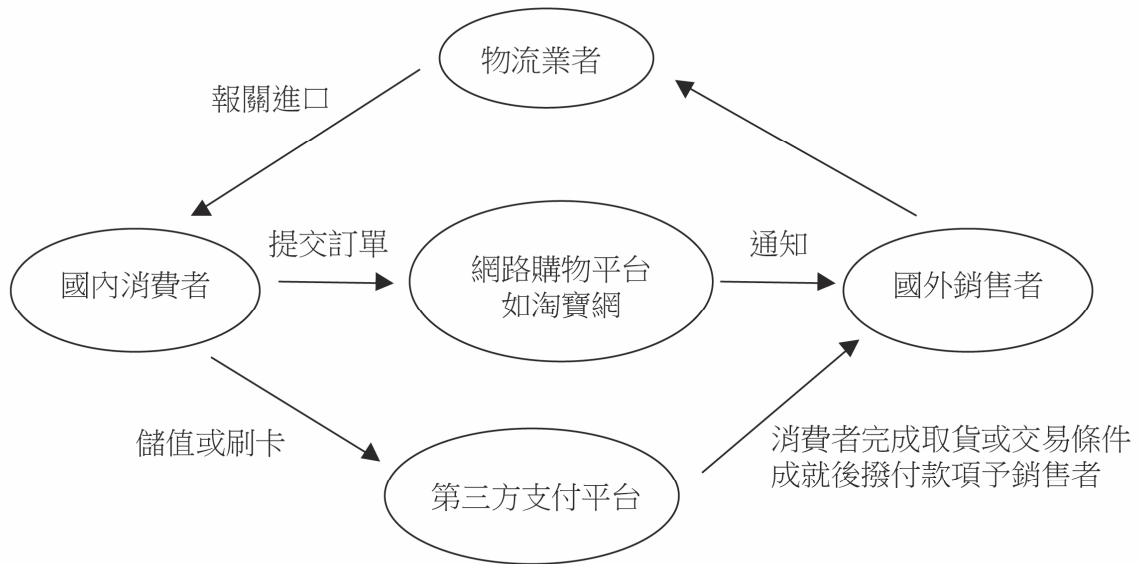 物流業者
報關進口
提交訂單
通知
國內消費者
網路購物平台
如淘寶網
國外銷售者
儲值或刷卡
消費者完成取貨或交易條件
成就後撥付款項予銷售者
第三方支付平台